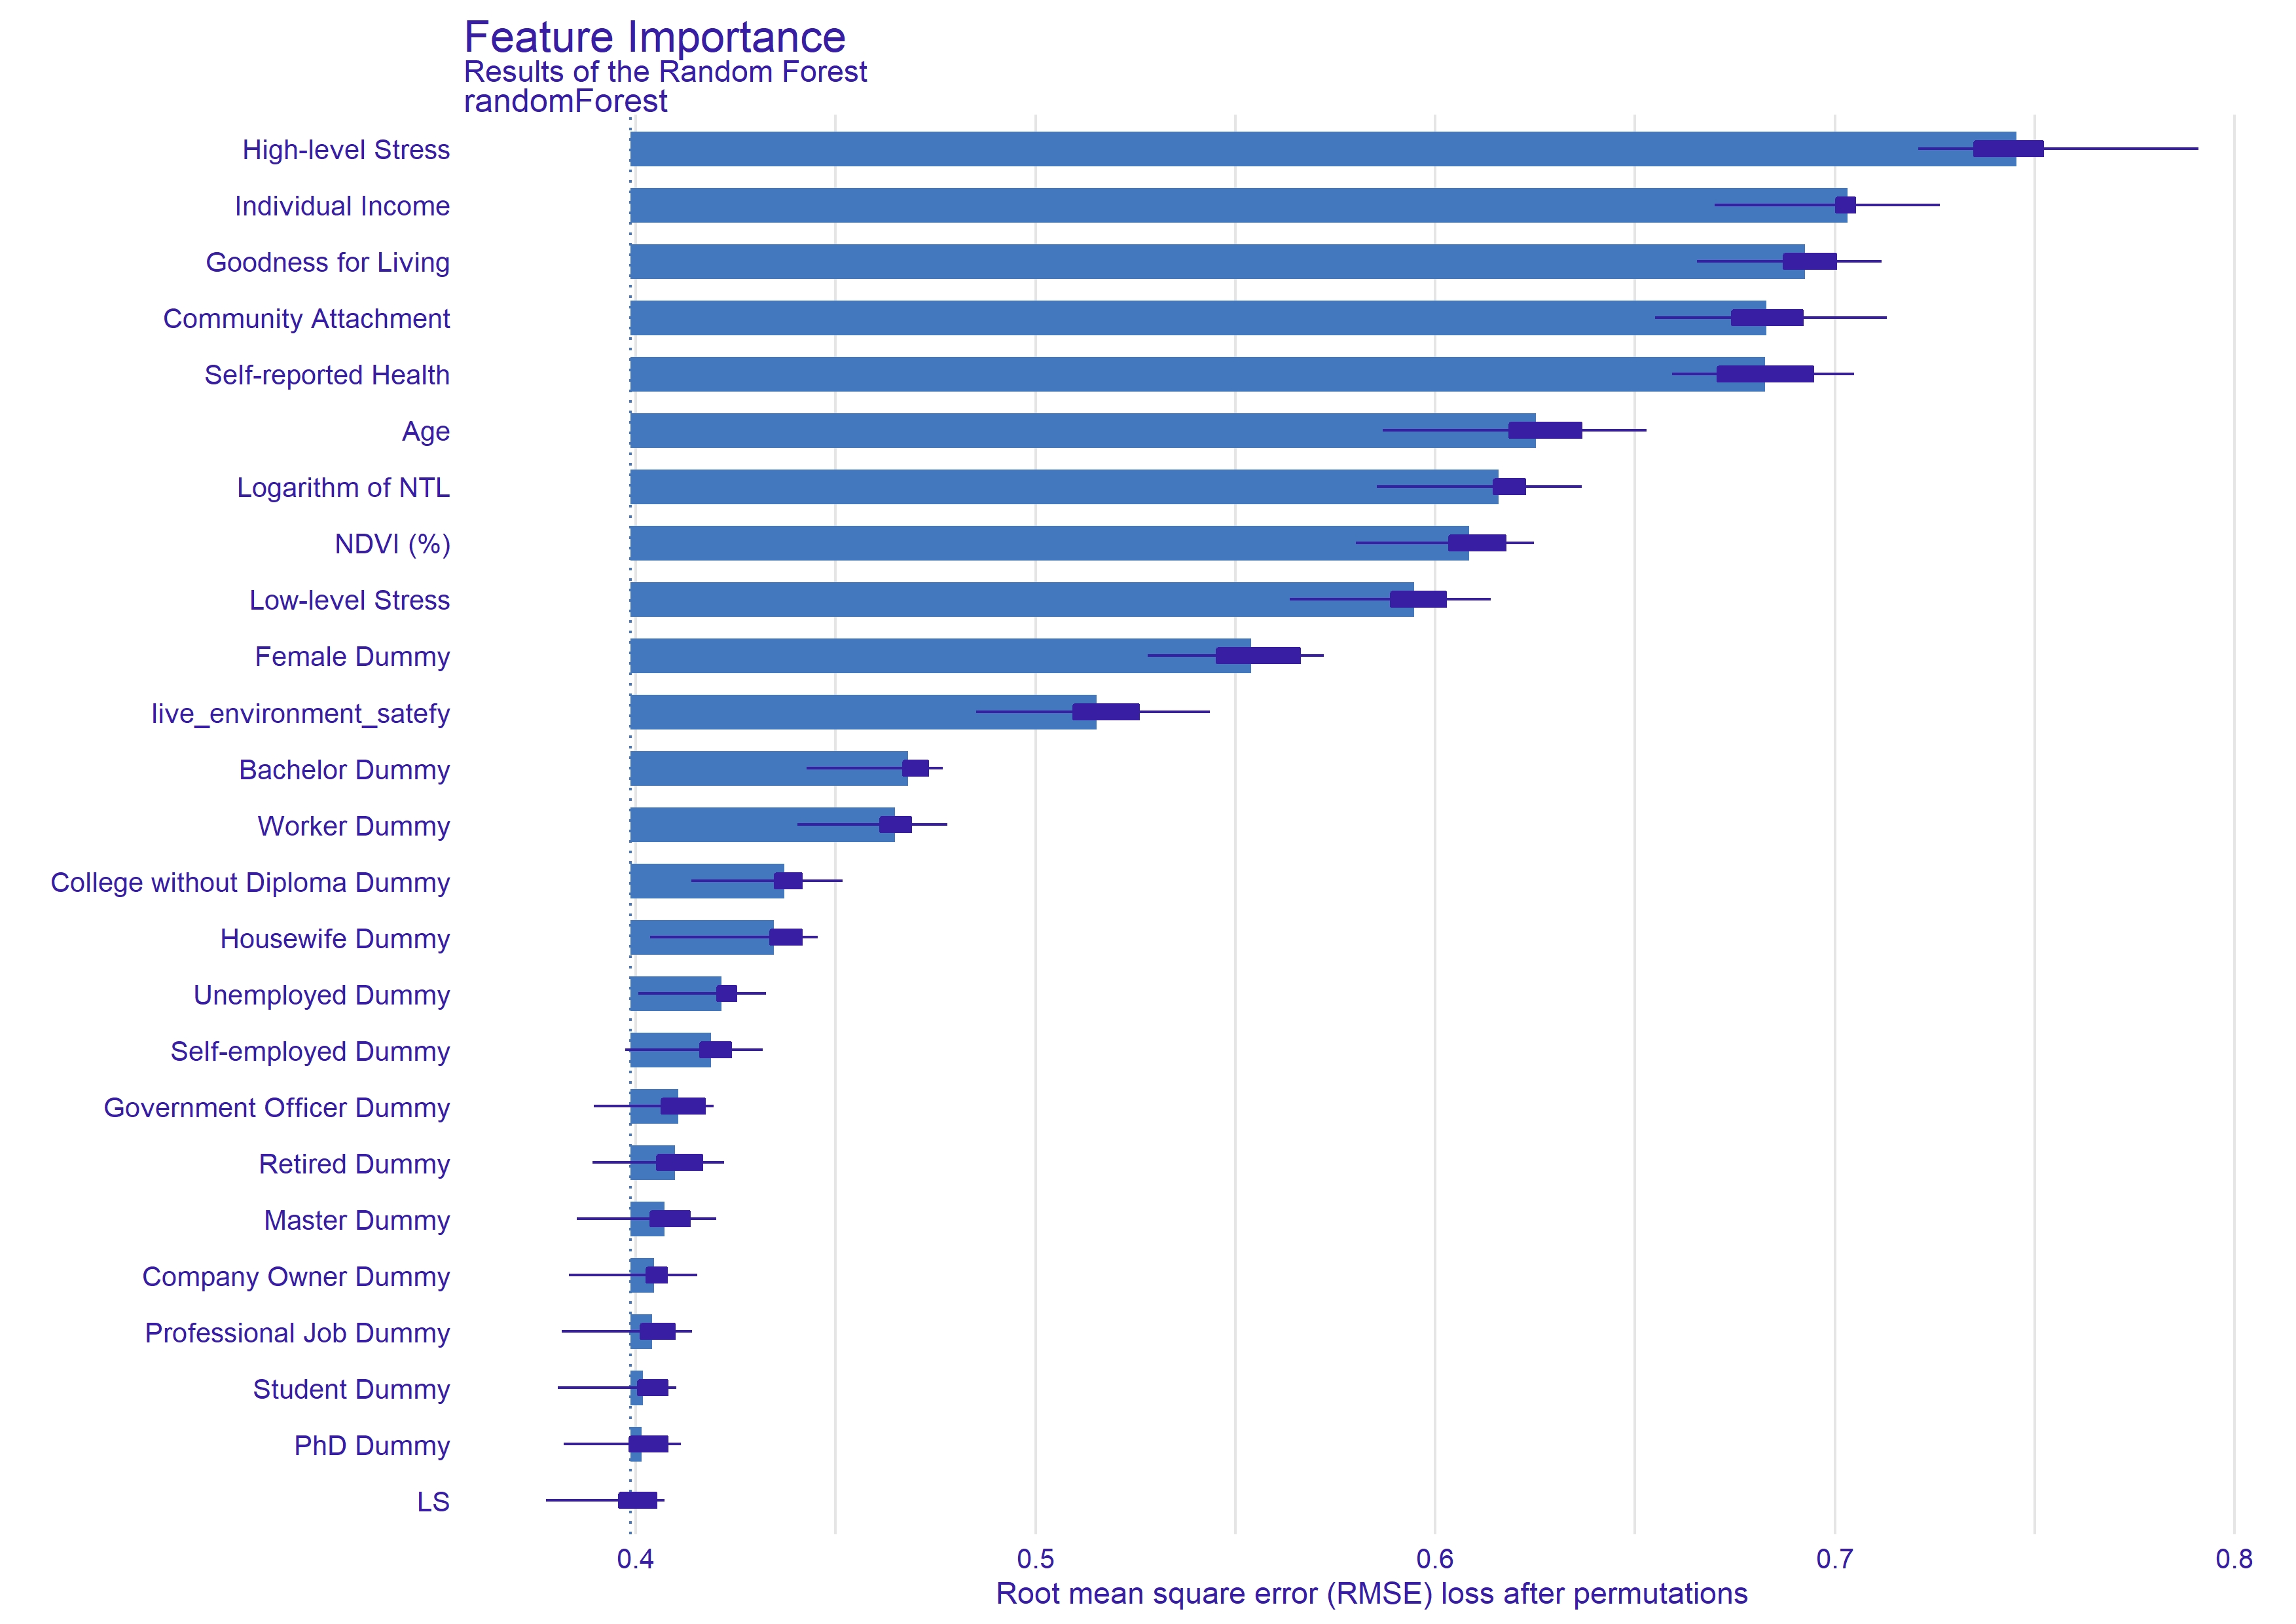 Feature Importance
Results of the Random Forest
randomForest
High-level Stress
Individual Income
Goodness for Living
Community Attachment
Self-reported Health
Age
Logarithm of NTL
NDVI (%)
Low-level Stress
Female Dummy
live_environment_satefy
Bachelor Dummy
Worker Dummy
College without Diploma Dummy
Housewife Dummy
Unemployed Dummy
Self-employed Dummy
Government Officer Dummy
Retired Dummy
Master Dummy
Company Owner Dummy
Professional Job Dummy
Student Dummy
PhD Dummy
LS
0.4 0.5 0.6 0.7 0.8
Root mean square error (RMSE) loss after permutations